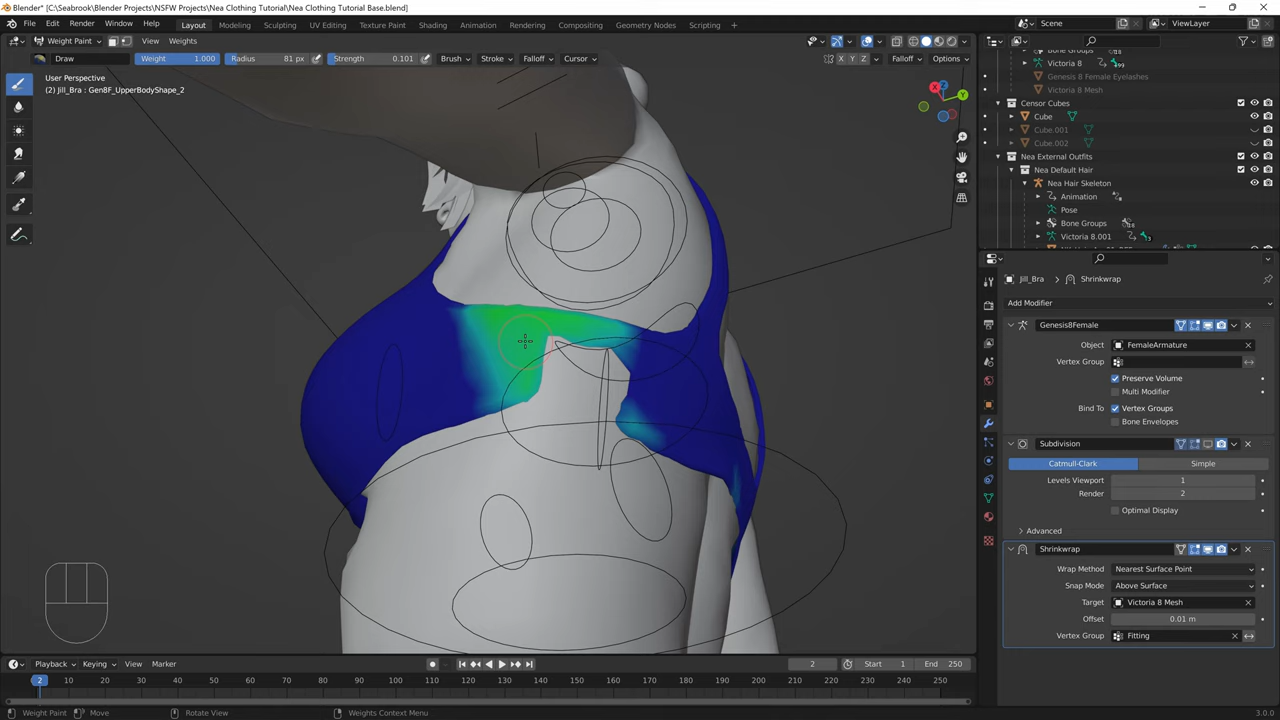 Blender* [C:\Seabrook\Blender Projects\NSFW Projects\Nea Clothing Tutorial\Nea Clothing Tutorial Base.blend]
File Edit Render Window Help Layout Modeling Sculpting UV Editing Texture Paint Shading Animation Rendering Compositing Geometry Nodes Scripting + Scene ViewLayer
Weight Paint View Weights
Draw Weight 1.000 Radius 81 px Strength 0.101 Brush Stroke Falloff Cursor X Y Z Falloff Options
User Perspective
(2) Jill_Bra : Gen8F_UpperBodyShape_2
Z
X
Y
Bone Groups
Victoria 8
99
Genesis 8 Female Eyelashes
Victoria 8 Mesh
Censor Cubes
Cube
Cube.001
Cube.002
Nea External Outfits
Nea Default Hair
Nea Hair Skeleton
Animation
Pose
Bone Groups
Victoria 8.001
Jill_Bra > Shrinkwrap
Add Modifier
Genesis8Female
Object FemaleArmature
Vertex Group
Preserve Volume
Multi Modifier
Bind To Vertex Groups
Bone Envelopes
Subdivision
Catmull-Clark Simple
Levels Viewport 1
Render 2
Optimal Display
Advanced
Shrinkwrap
Wrap Method Nearest Surface Point
Snap Mode Above Surface
Target Victoria 8 Mesh
Offset 0.01 m
Vertex Group Fitting
Playback Keying View Marker 2 Start 1 End 250
2 10 20 30 40 50 60 70 80 90 100 110 120 130 140 150 160 170 180 190 200 210 220 230 240 250
Weight Paint Move Rotate View Weights Context Menu 3.0.0